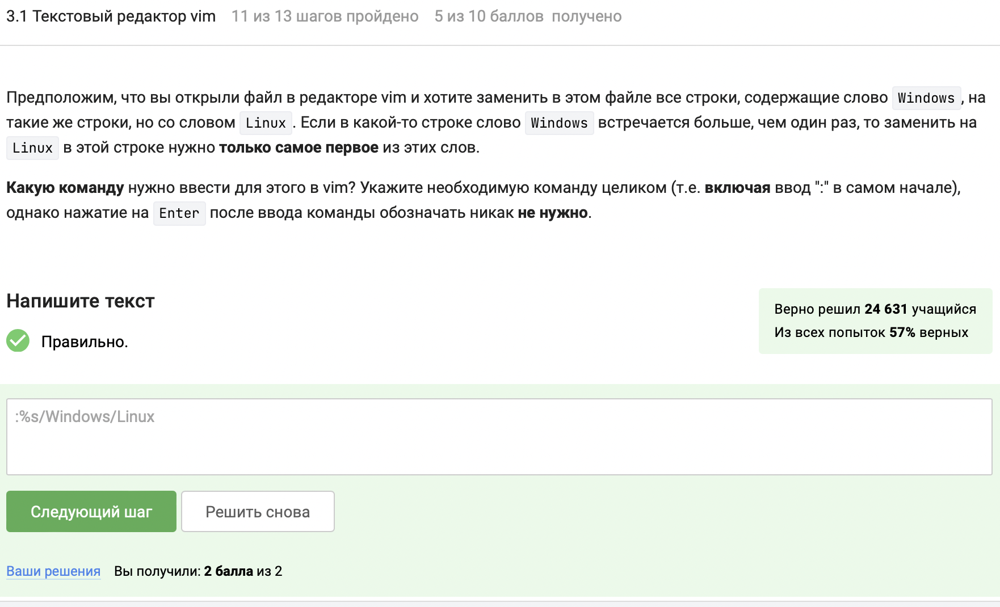 3.1 Текстовый редактор vim 11 из 13 шагов пройдено 5 из 10 баллов получено
Предположим, что вы открыли файл в редакторе vim и хотите заменить в этом файле все строки, содержащие слово Windows, на
такие же строки, но со словом Linux. Если в какой-то строке слово Windows встречается больше, чем один раз, то заменить на
Linux в этой строке нужно только самое первое из этих слов.
Какую команду нужно ввести для этого в vim? Укажите необходимую команду целиком (т.е. включая ввод ":" в самом начале),
однако нажатие на Enter после ввода команды обозначать никак не нужно.
Напишите текст
Верно решил 24 631 учащийся
Из всех попыток 57% верных
Правильно.
:%s/Windows/Linux
Следующий шаг Решить снова
Ваши решения Вы получили: 2 балла из 2